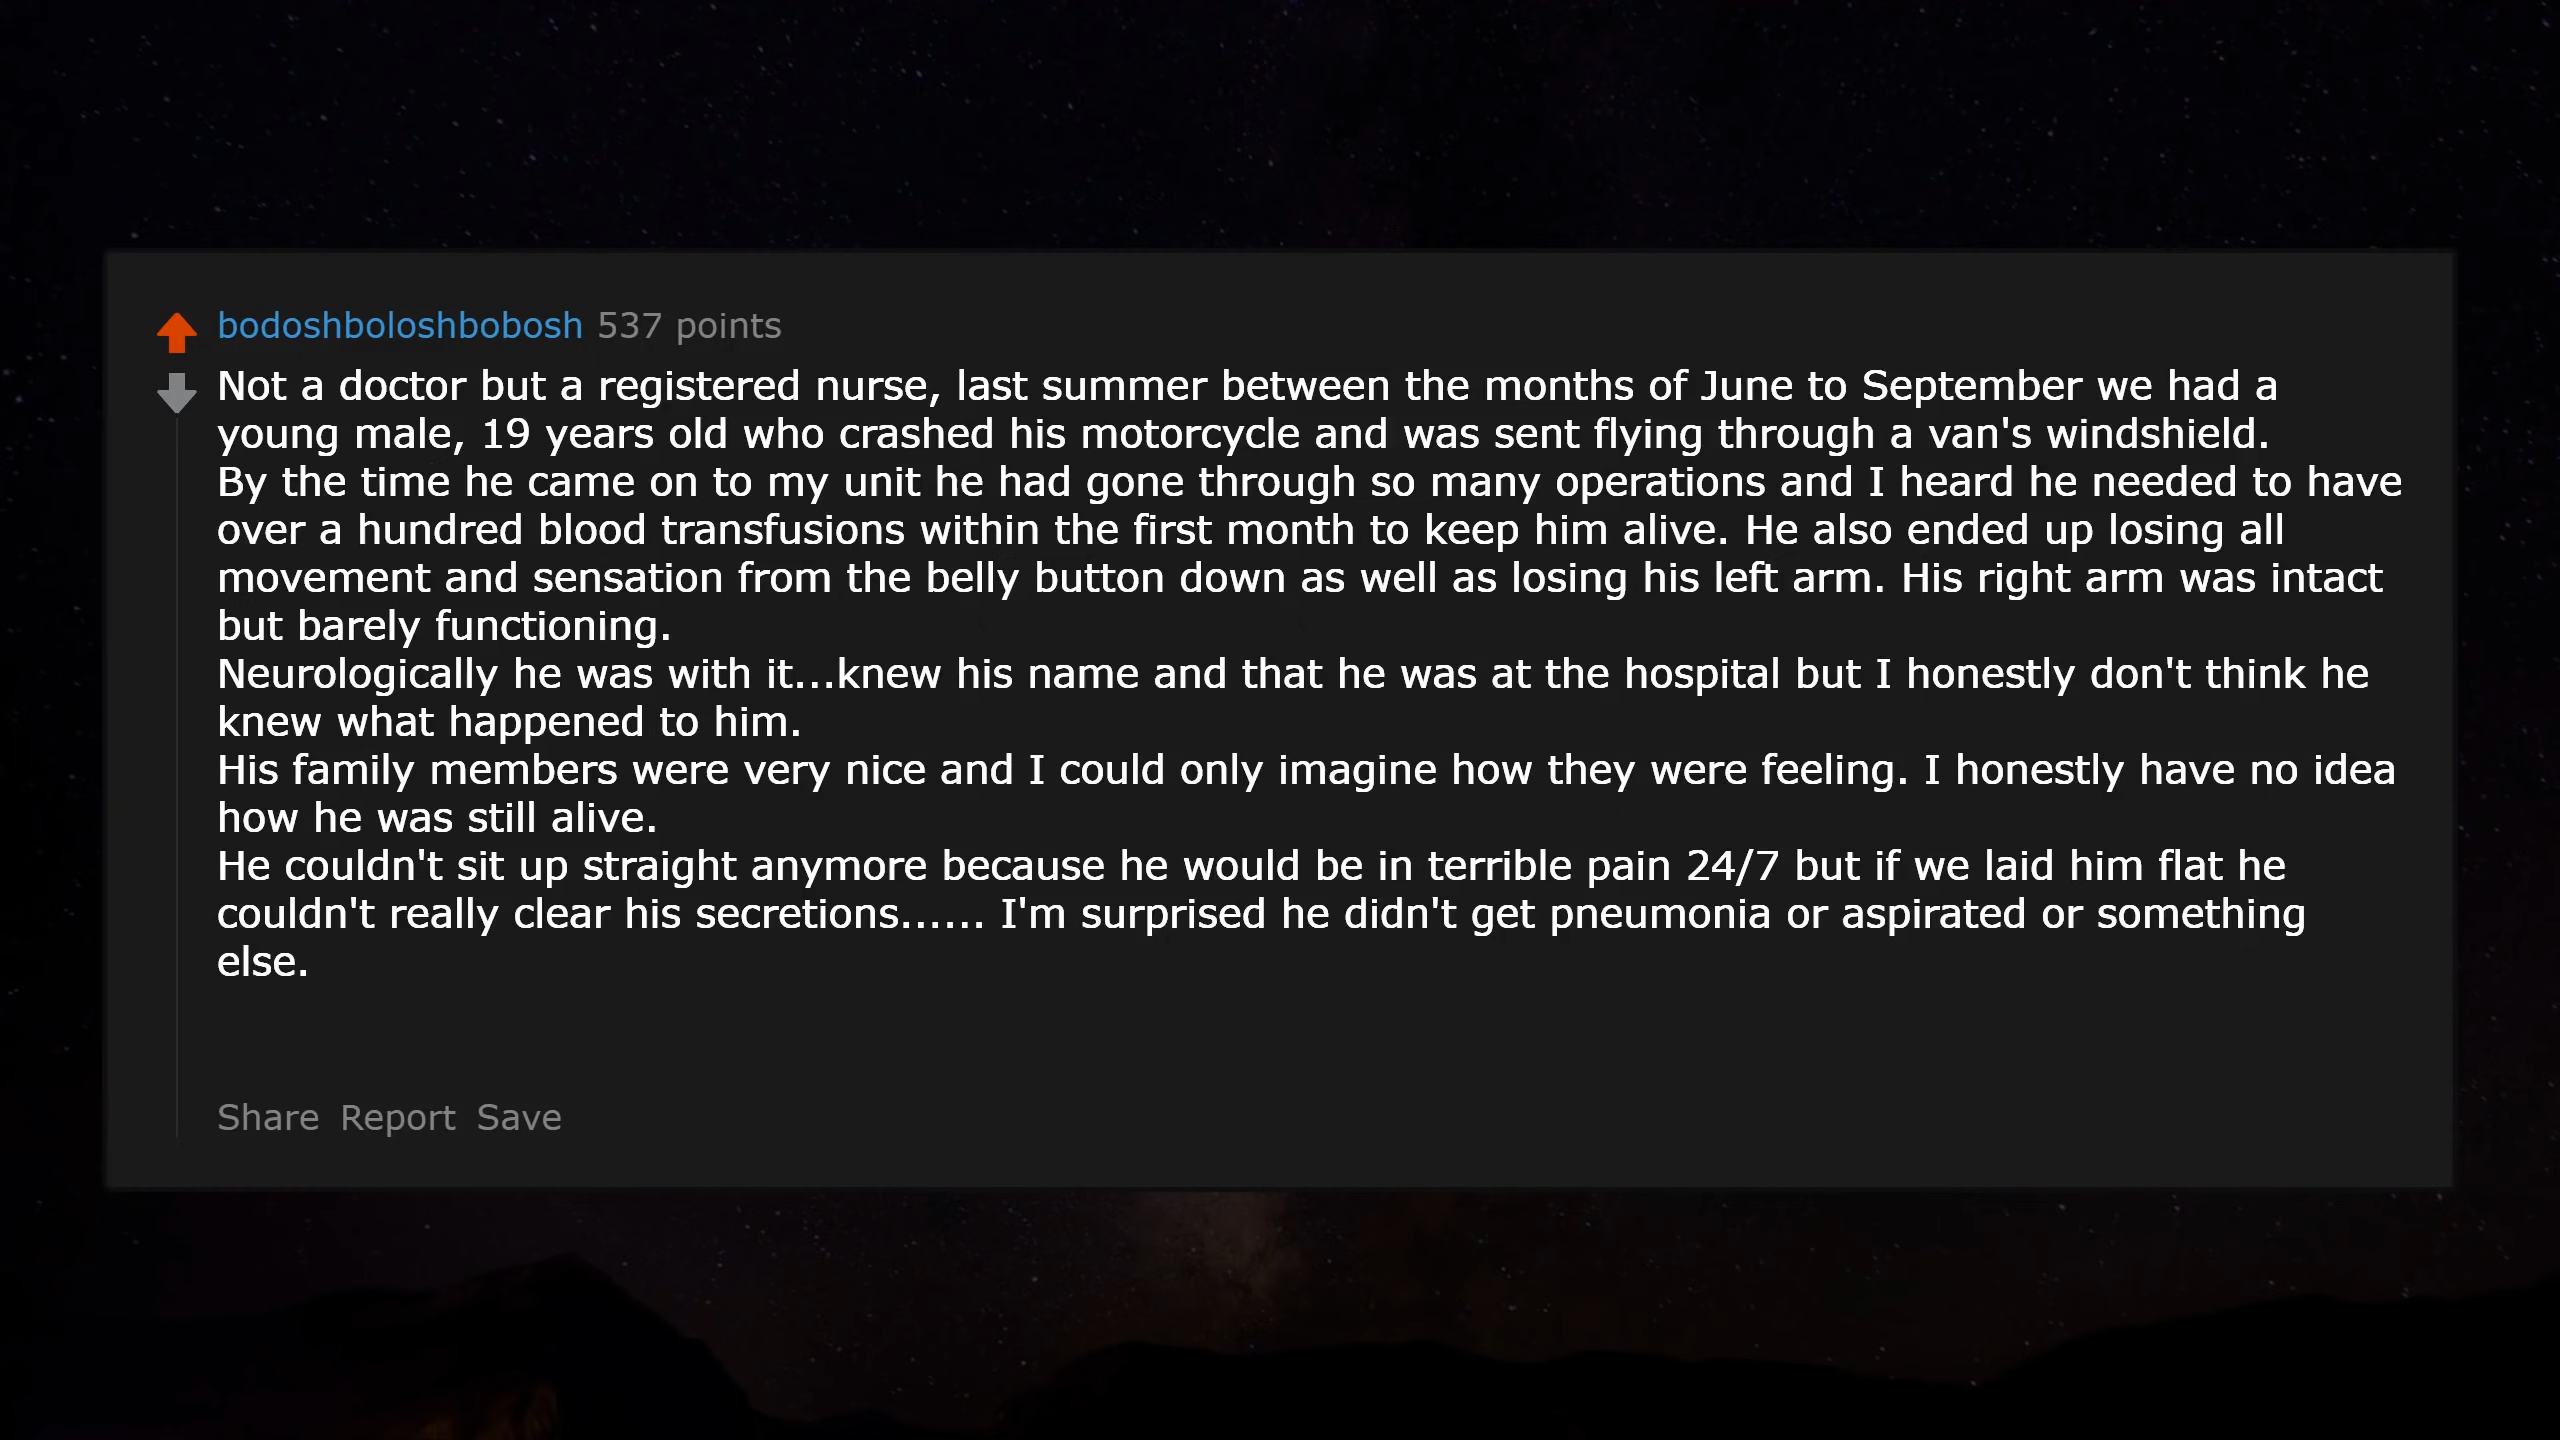 bodoshboloshbobosh 537 points
Not a doctor but a registered nurse, last summer between the months of June to September we had a
young male, 19 years old who crashed his motorcycle and was sent flying through a van's windshield.
By the time he came on to my unit he had gone through so many operations and I heard he needed to have
over a hundred blood transfusions within the first month to keep him alive. He also ended up losing all
movement and sensation from the belly button down as well as losing his left arm. His right arm was intact
but barely functioning.
Neurologically he was with it...knew his name and that he was at the hospital but I honestly don't think he
knew what happened to him.
His family members were very nice and I could only imagine how they were feeling. I honestly have no idea
how he was still alive.
He couldn't sit up straight anymore because he would be in terrible pain 24/7 but if we laid him flat he
couldn't really clear his secretions...... I'm surprised he didn't get pneumonia or aspirated or something
else.
Share Report Save